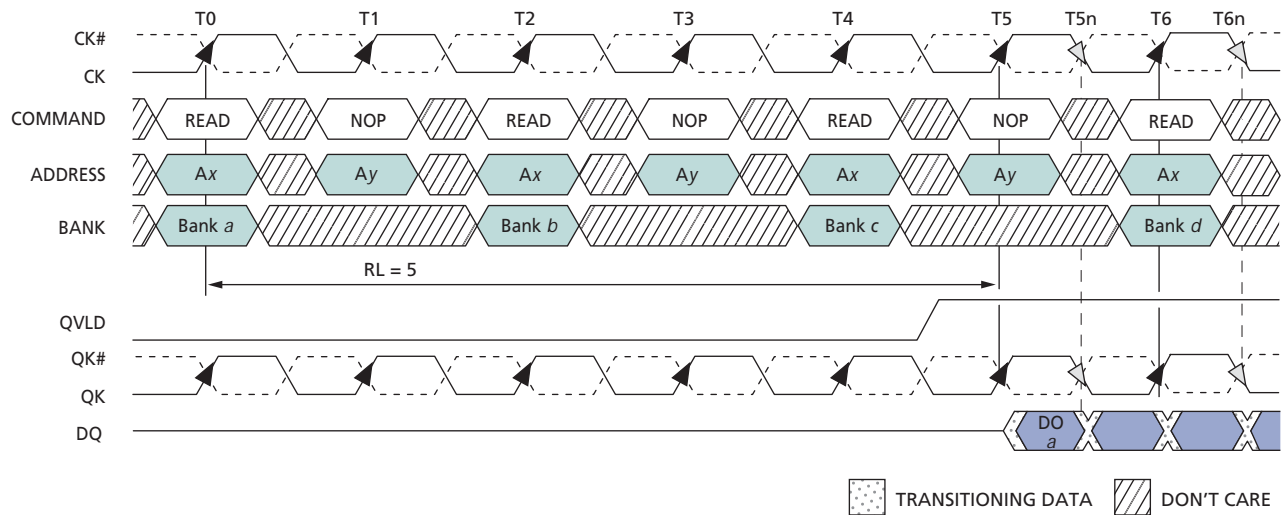 T0 T1 T2 T3 T4 T5 T5n T6 T6n
CK#
CK
COMMAND READ NOP READ NOP READ NOP READ
ADDRESS Ax Ay Ax Ay Ax Ay Ax
BANK Bank a Bank b Bank c Bank d
RL = 5
QVLD
QK#
QK
DQ DO
a
TRANSITIONING DATA DON'T CARE